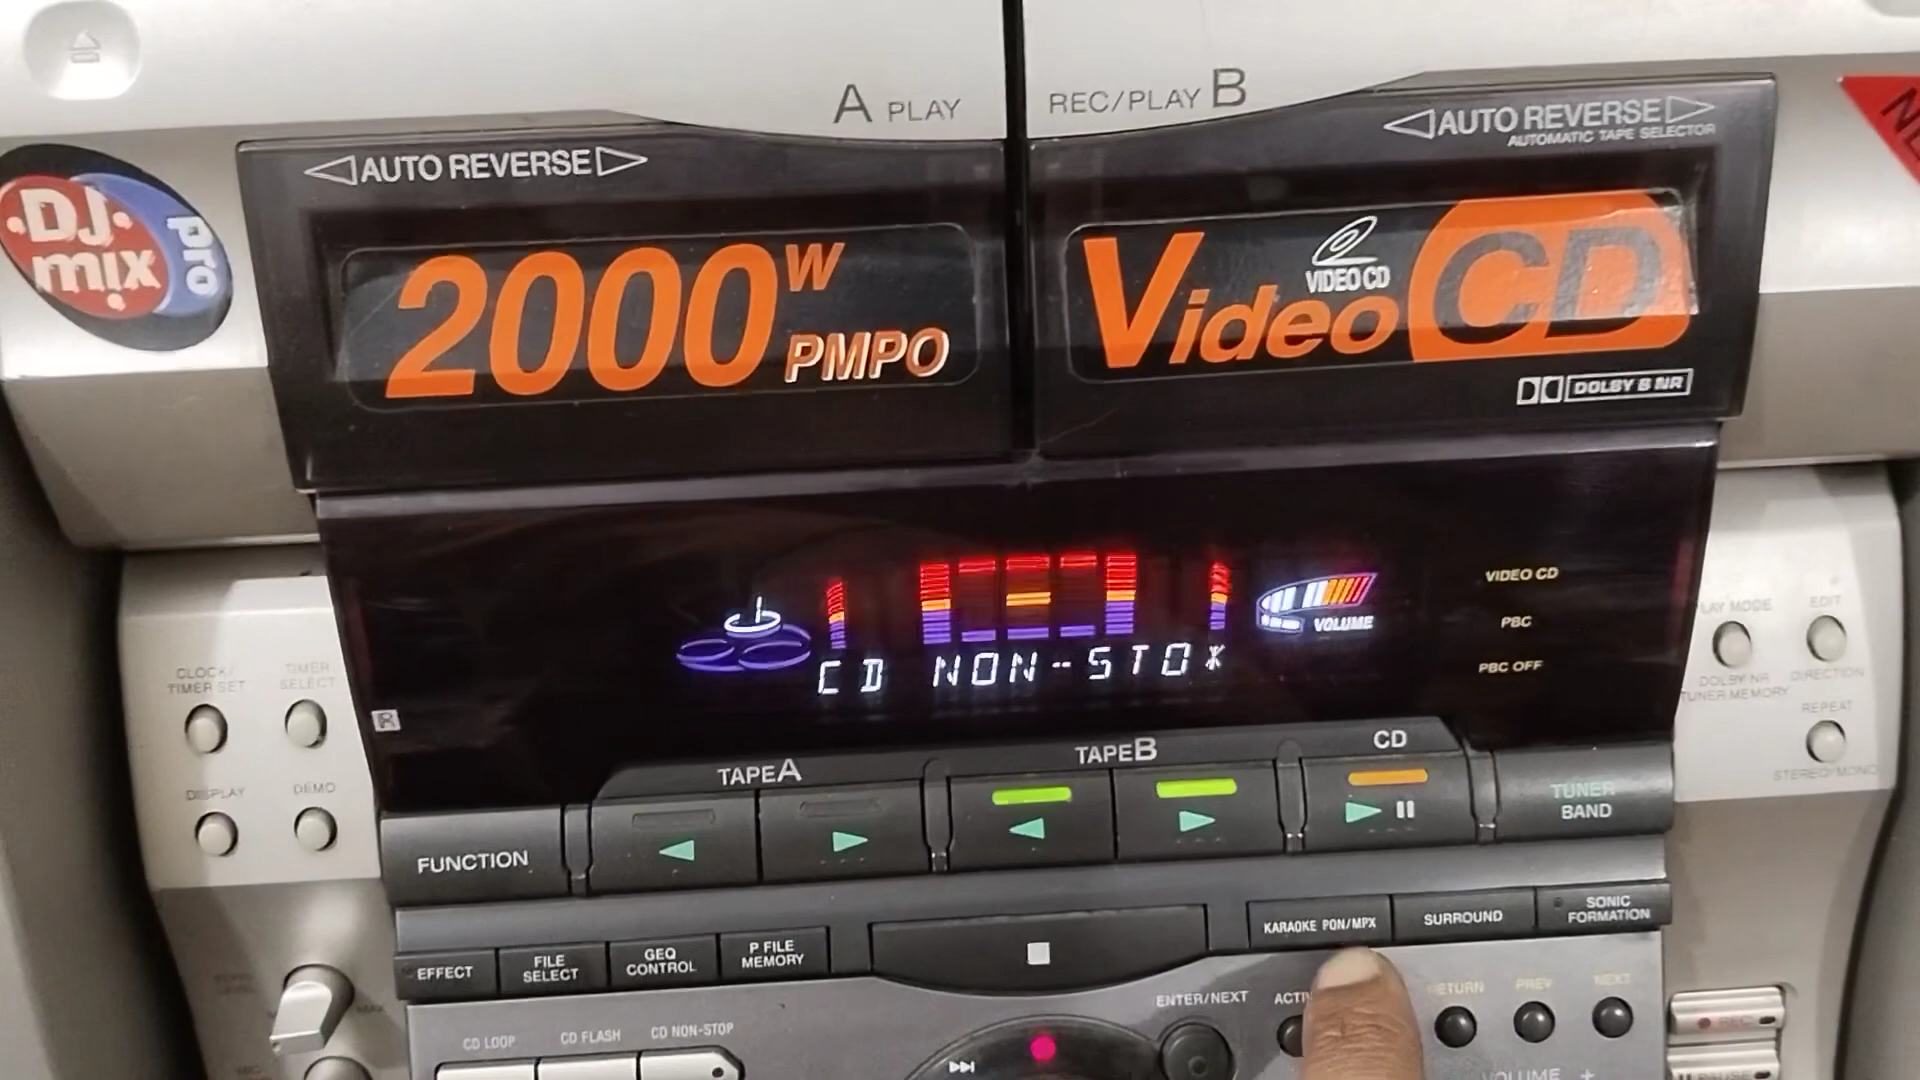 A PLAY
REC/PLAY B
AUTO REVERSE
AUTO REVERSE
AUTOMATIC TAPE SELECTOR
DJ
mix
pro
2000W
PMPO
VIDEO CD
Video CD
DOLBY B NR
VIDEO CD
VOLUME
PBC
CD NON-STO*
PBC OFF
R
CLOCK/
TIMER SET
TIMER
SELECT
DISPLAY
DEMO
EDIT
DOLBY NR
TUNER MEMORY
DIRECTION
REPEAT
STEREO/MONO
TAPE A
TAPE B
CD
TUNER
BAND
FUNCTION
KARAOKE PON/MPX
SURROUND
SONIC
FORMATION
EFFECT
FILE
SELECT
GEQ
CONTROL
P FILE
MEMORY
ENTER/NEXT
PREV
NEXT
CD LOOP
CD FLASH
CD NON-STOP
REC
VOLUME +